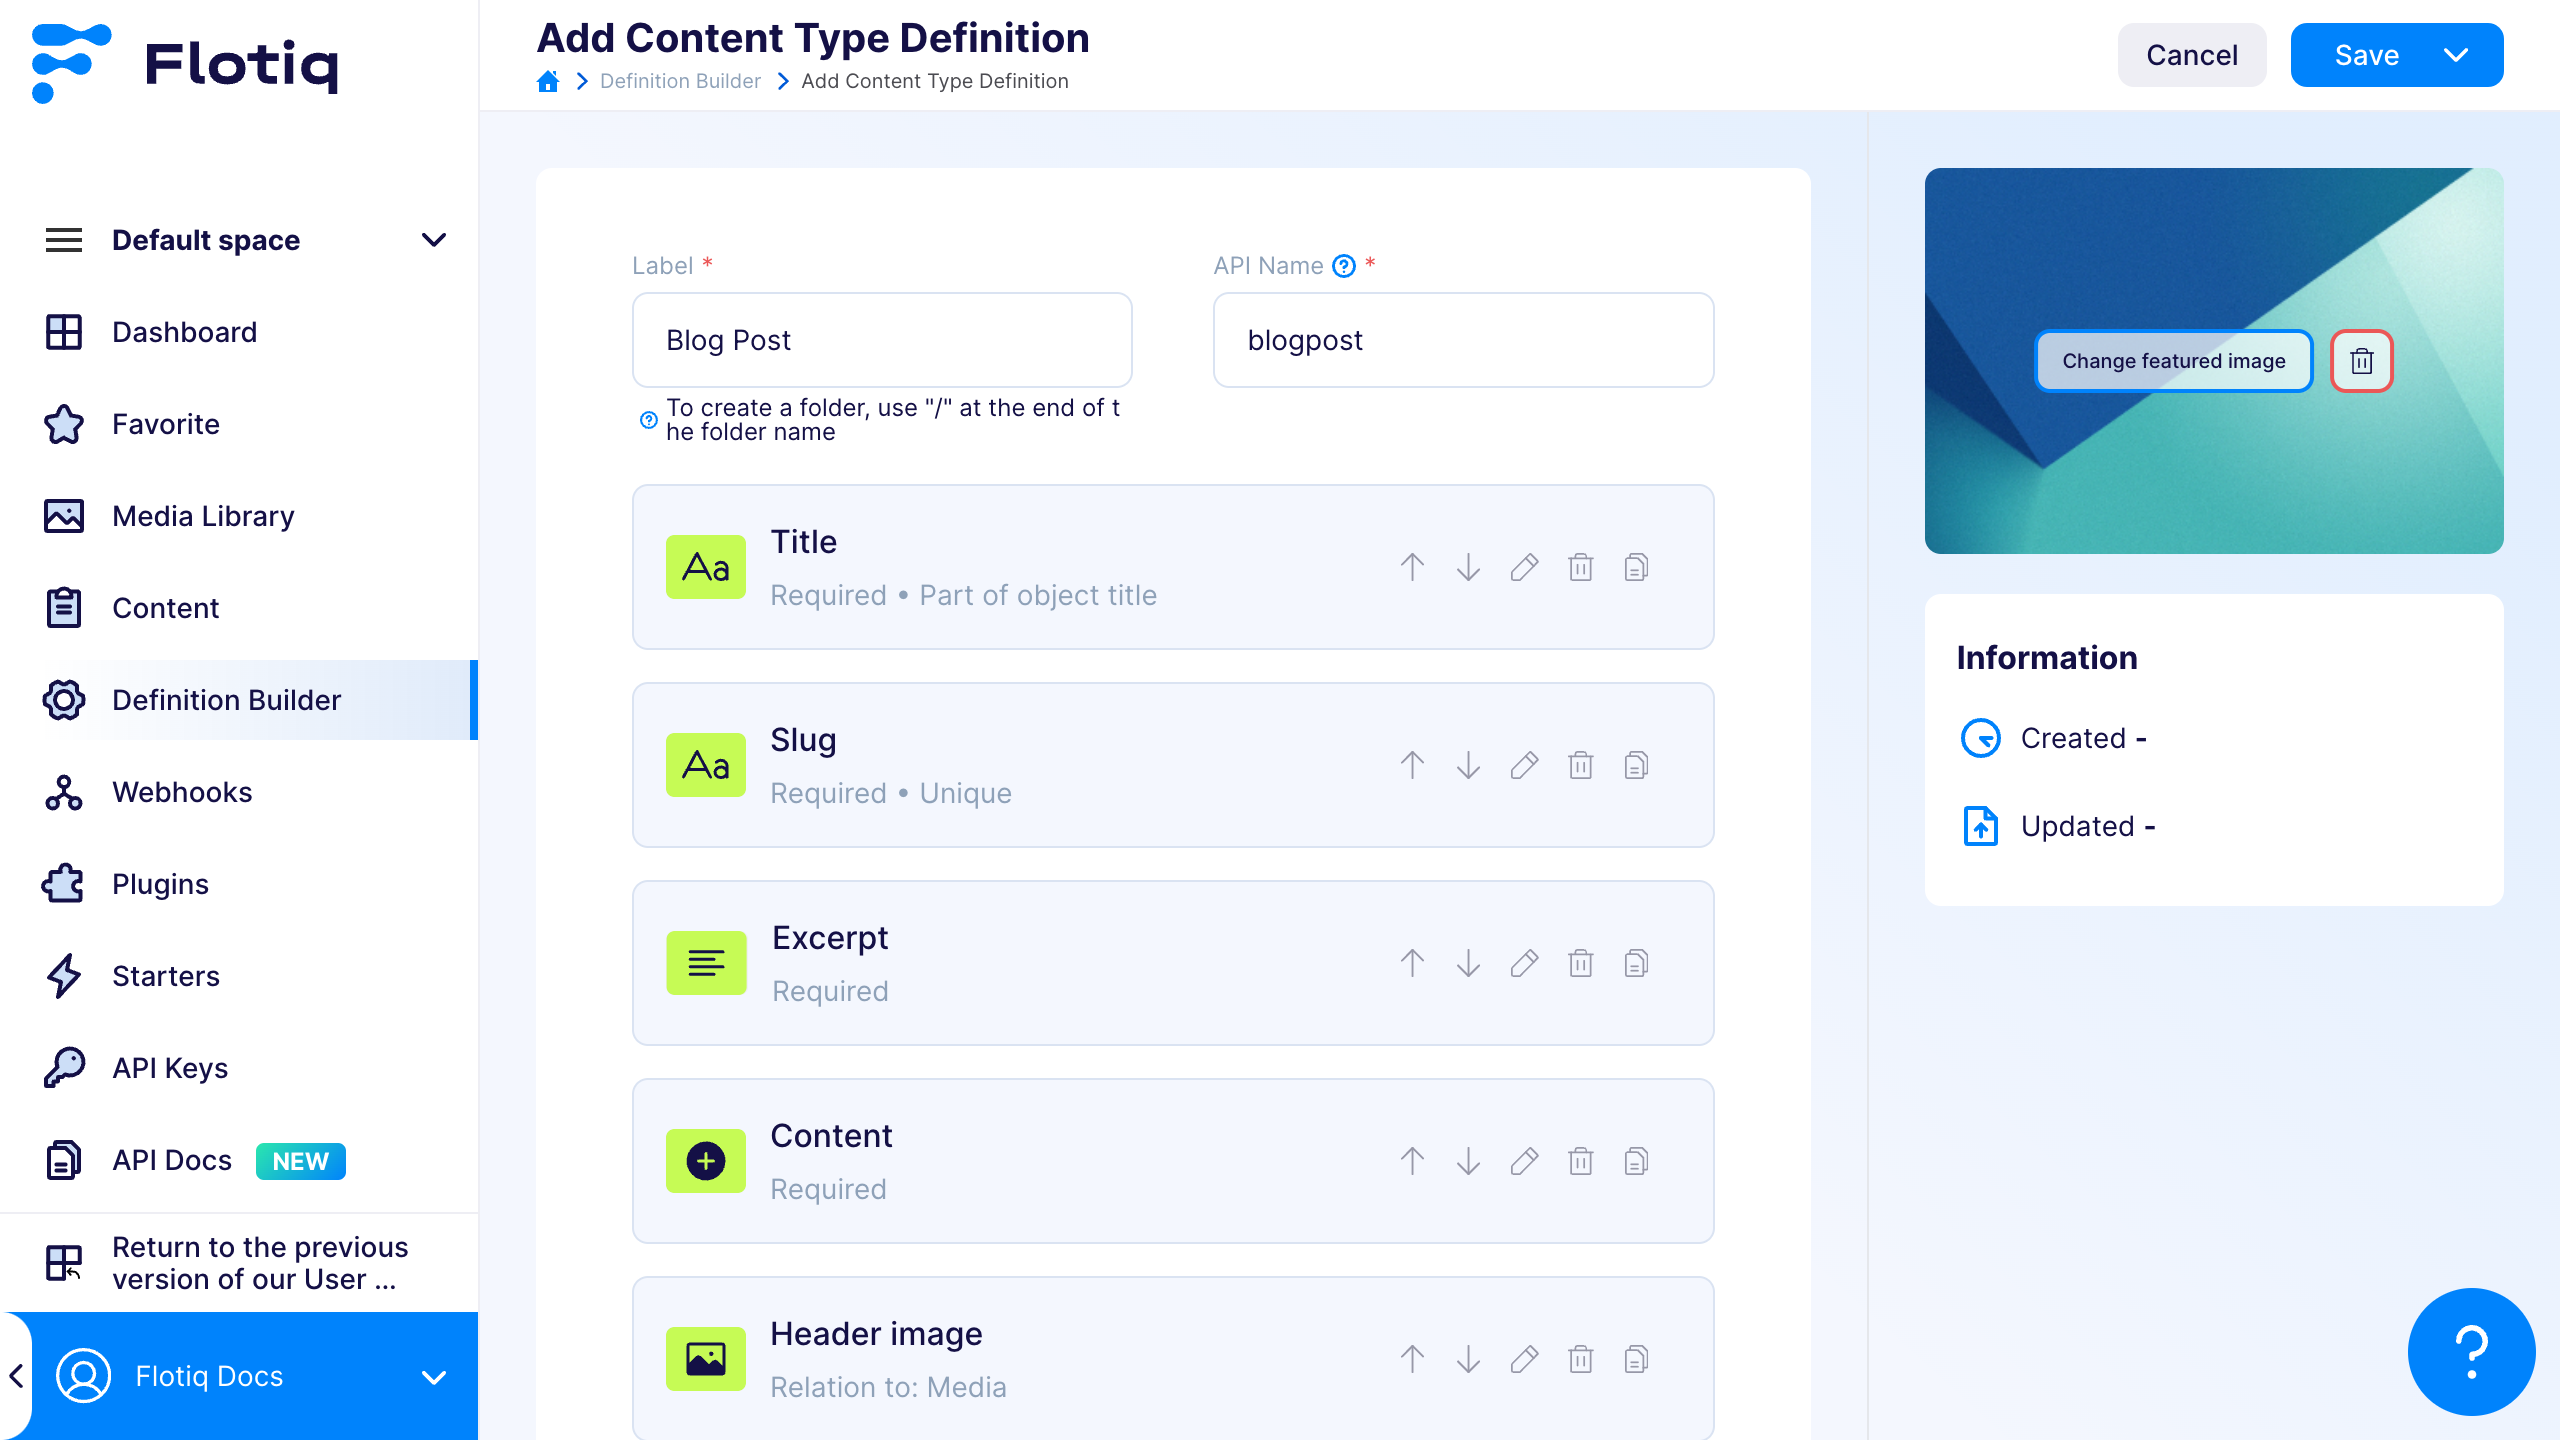 Flotiq
Default space
Dashboard
Favorite
Media Library
Content
Definition Builder
Webhooks
Plugins
Starters
API Keys
API Docs NEW
Return to the previous
version of our User ...
Flotiq Docs
Add Content Type Definition
Definition Builder Add Content Type Definition
Cancel
Save
Label *
Blog Post
To create a folder, use "/" at the end of t
he folder name
API Name ? *
blogpost
Aa Title
Required • Part of object title
Aa Slug
Required • Unique
Excerpt
Required
Content
Required
Header image
Relation to: Media
Change featured image
Information
Created -
Updated -
?